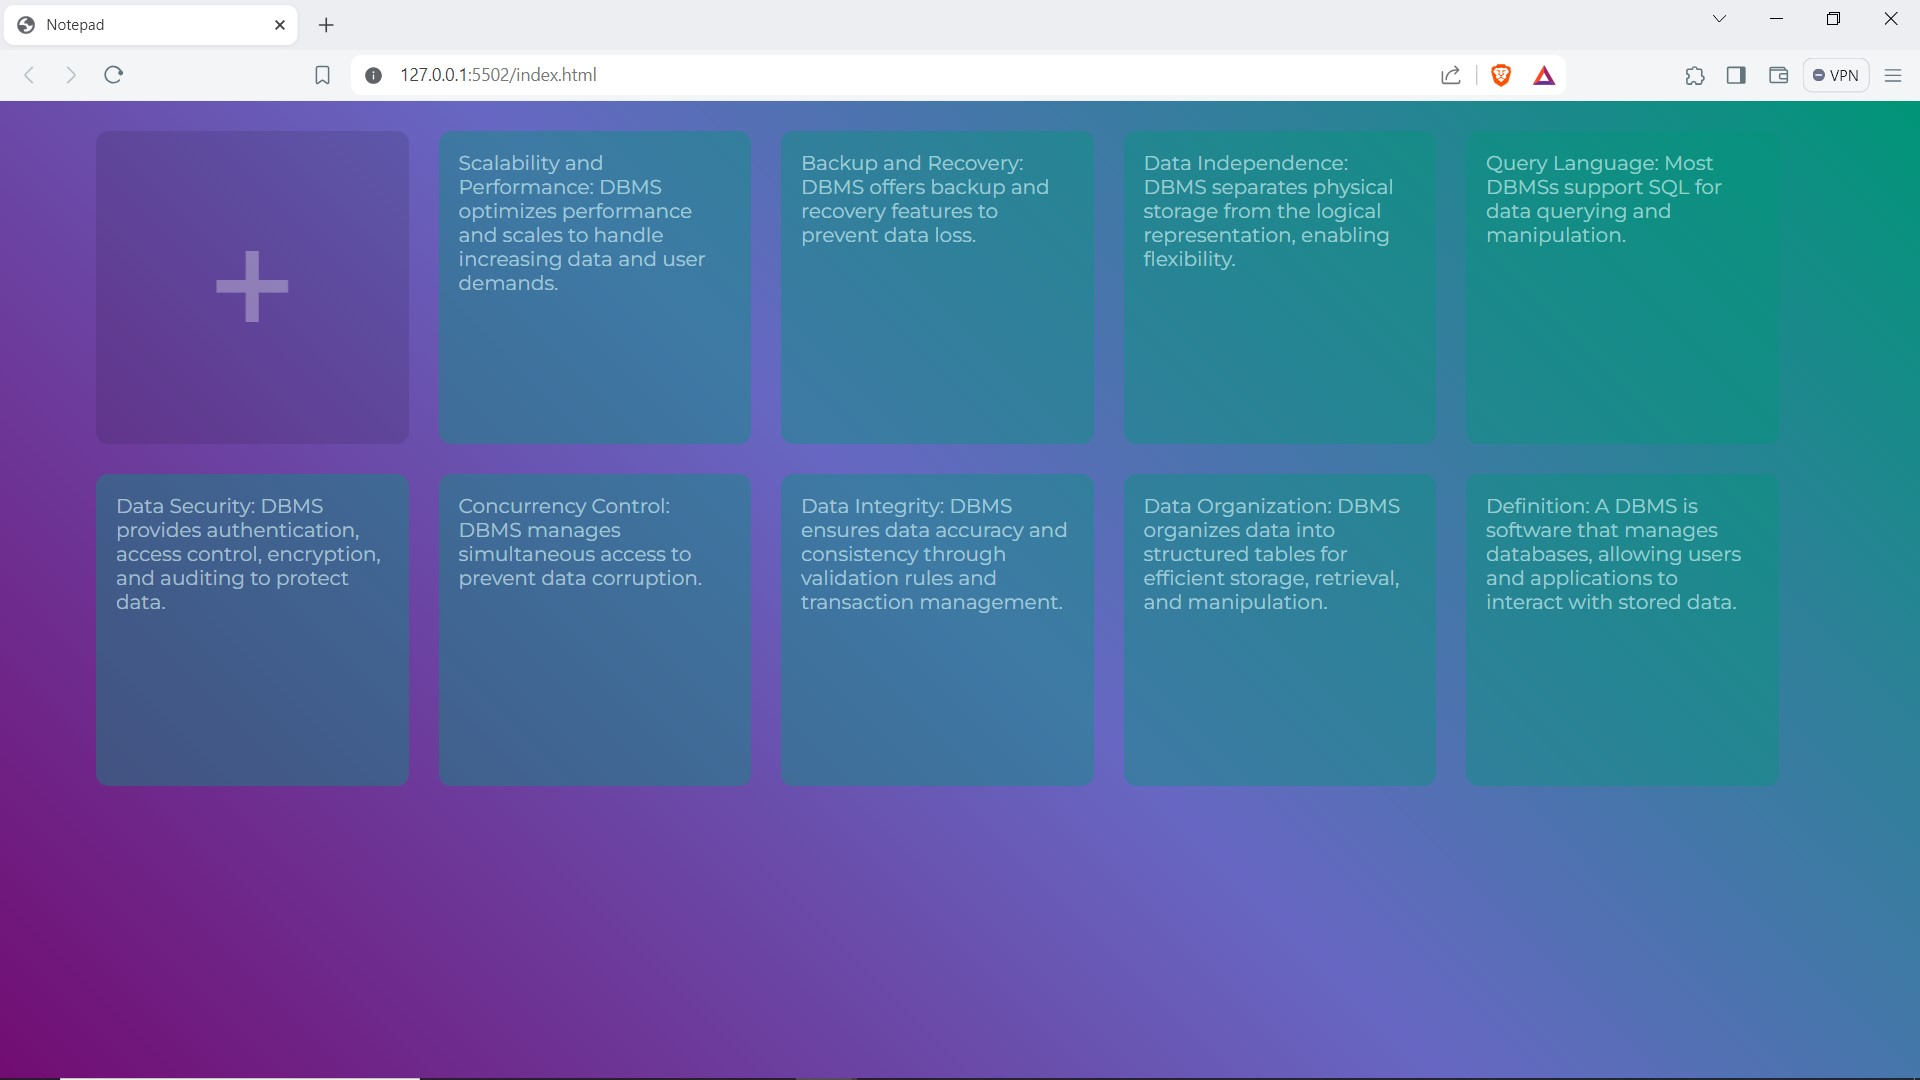 Notepad
127.0.0.1:5502/index.html
VPN
Scalability and
Performance: DBMS
optimizes performance
and scales to handle
increasing data and user
demands.
Backup and Recovery:
DBMS offers backup and
recovery features to
prevent data loss.
Data Independence:
DBMS separates physical
storage from the logical
representation, enabling
flexibility.
Query Language: Most
DBMSs support SQL for
data querying and
manipulation.
Data Security: DBMS
provides authentication,
access control, encryption,
and auditing to protect
data.
Concurrency Control:
DBMS manages
simultaneous access to
prevent data corruption.
Data Integrity: DBMS
ensures data accuracy and
consistency through
validation rules and
transaction management.
Data Organization: DBMS
organizes data into
structured tables for
efficient storage, retrieval,
and manipulation.
Definition: A DBMS is
software that manages
databases, allowing users
and applications to
interact with stored data.